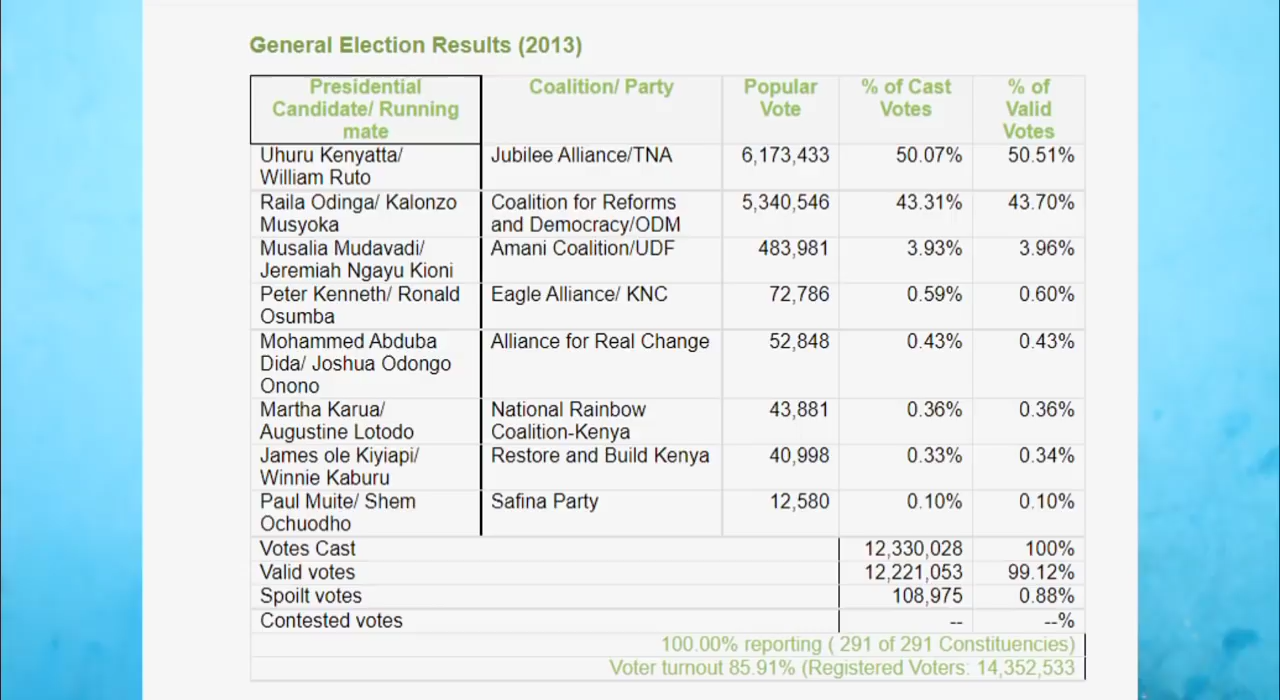 General Election Results (2013)
Presidential Candidate/ Running mate Coalition/ Party Popular Vote % of Cast Votes % of Valid Votes
Uhuru Kenyatta/ Jubilee Alliance/TNA 6,173,433 50.07% 50.51%
William Ruto
Raila Odinga/ Kalonzo Coalition for Reforms 5,340,546 43.31% 43.70%
Musyoka and Democracy/ODM
Musalia Mudavadi/ Amani Coalition/UDF 483,981 3.93% 3.96%
Jeremiah Ngayu Kioni
Peter Kenneth/ Ronald Eagle Alliance/ KNC 72,786 0.59% 0.60%
Osumba
Mohammed Abduba Alliance for Real Change 52,848 0.43% 0.43%
Dida/ Joshua Odongo
Onono
Martha Karua/ National Rainbow 43,881 0.36% 0.36%
Augustine Lotodo Coalition-Kenya
James ole Kiyiapi/ Restore and Build Kenya 40,998 0.33% 0.34%
Winnie Kaburu
Paul Muite/ Shem Safina Party 12,580 0.10% 0.10%
Ochuodho
Votes Cast 12,330,028 100%
Valid votes 12,221,053 99.12%
Spoilt votes 108,975 0.88%
Contested votes -- --%
100.00% reporting ( 291 of 291 Constituencies)
Voter turnout 85.91% (Registered Voters: 14,352,533